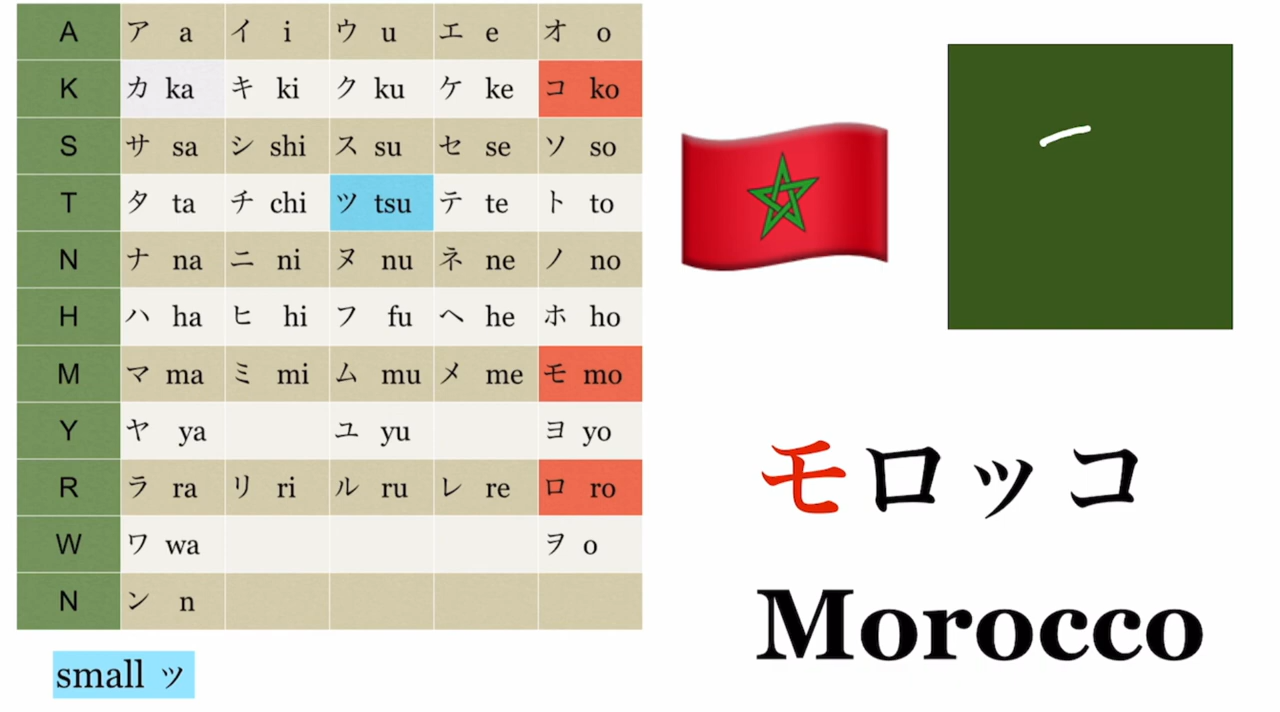 A ア a イ i ウ u エ e オ o
K カ ka キ ki ク ku ケ ke コ ko
S サ sa シ shi ス su セ se ソ so
T タ ta チ chi ツ tsu テ te ト to
N ナ na ニ ni ヌ nu ネ ne ノ no
H ハ ha ヒ hi フ fu ヘ he ホ ho
M マ ma ミ mi ム mu メ me モ mo
Y ヤ ya ユ yu ヨ yo
R ラ ra リ ri ル ru レ re ロ ro
W ワ wa ヲ o
N ン n
small ッ
モロッコ
Morocco